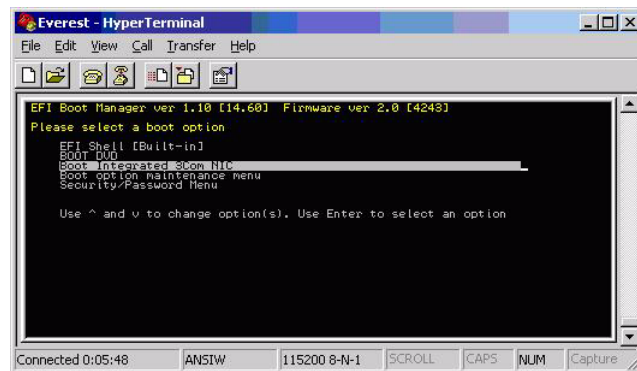 Everest - HyperTerminal
File Edit View Call Transfer Help
EFI Boot Manager ver 1.10 [14.60] Firmware ver 2.0 [4243]
Please select a boot option
EFI Shell [Built-in]
BOOT DVD
Boot Integrated 3Com NIC
Boot option maintenance menu
Security/Password Menu
Use ^ and v to change option(s). Use Enter to select an option
Connected 0:05:48 ANSIW 115200 8-N-1 SCROLL CAPS NUM Capture